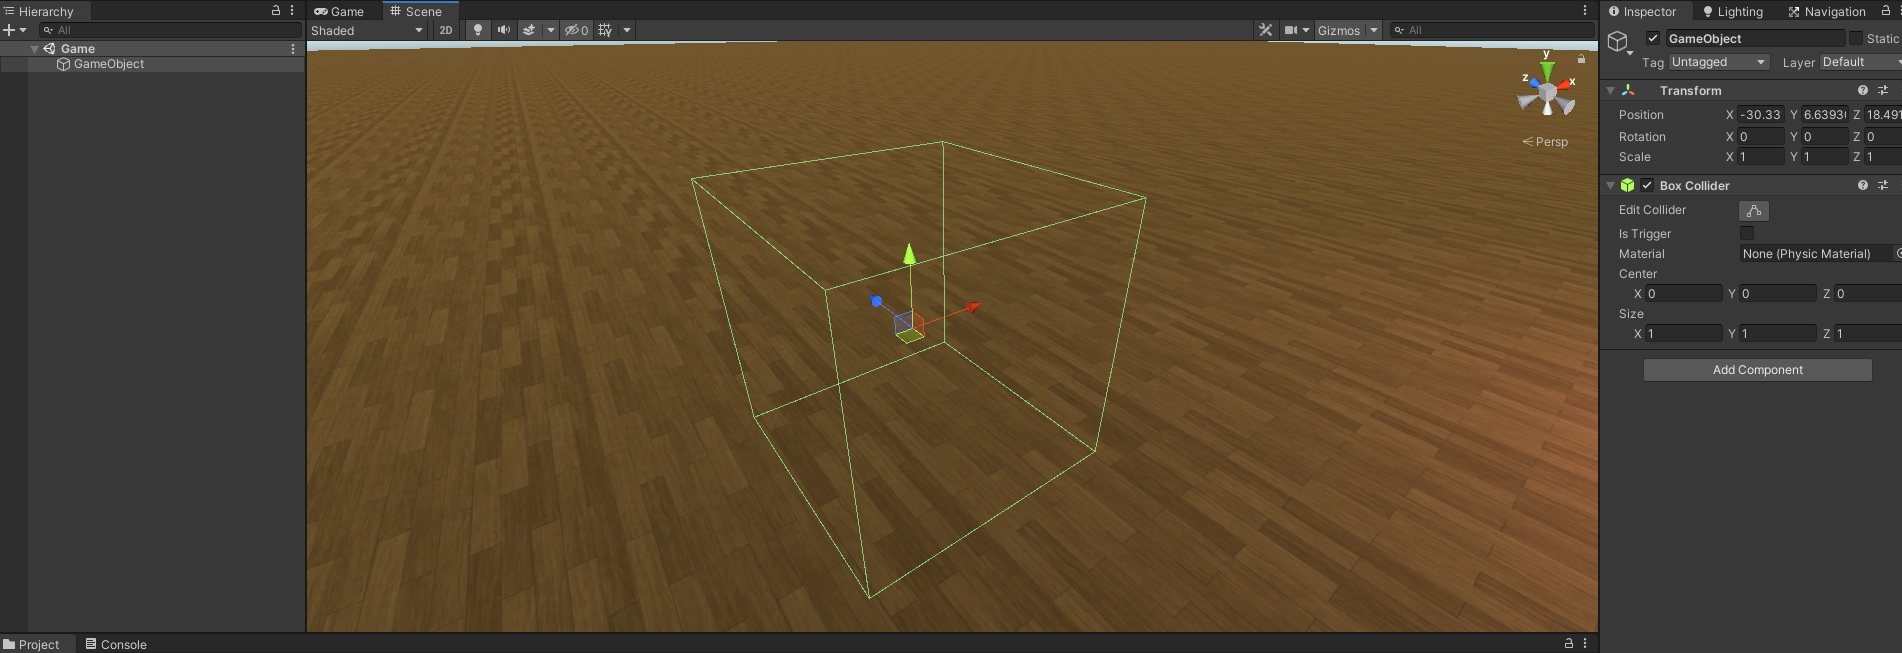 Hierarchy
All
Game
GameObject
Game
Scene
Shaded
2D
0
Gizmos
All
y
z
x
Persp
Inspector
Lighting
Navigation
GameObject
Static
Tag Untagged
Layer Default
Transform
Position X -30.33 Y 6.6393 Z 18.491
Rotation X 0 Y 0 Z 0
Scale X 1 Y 1 Z 1
Box Collider
Edit Collider
Is Trigger
Material None (Physic Material)
Center
X 0 Y 0 Z 0
Size
X 1 Y 1 Z 1
Add Component
Project
Console